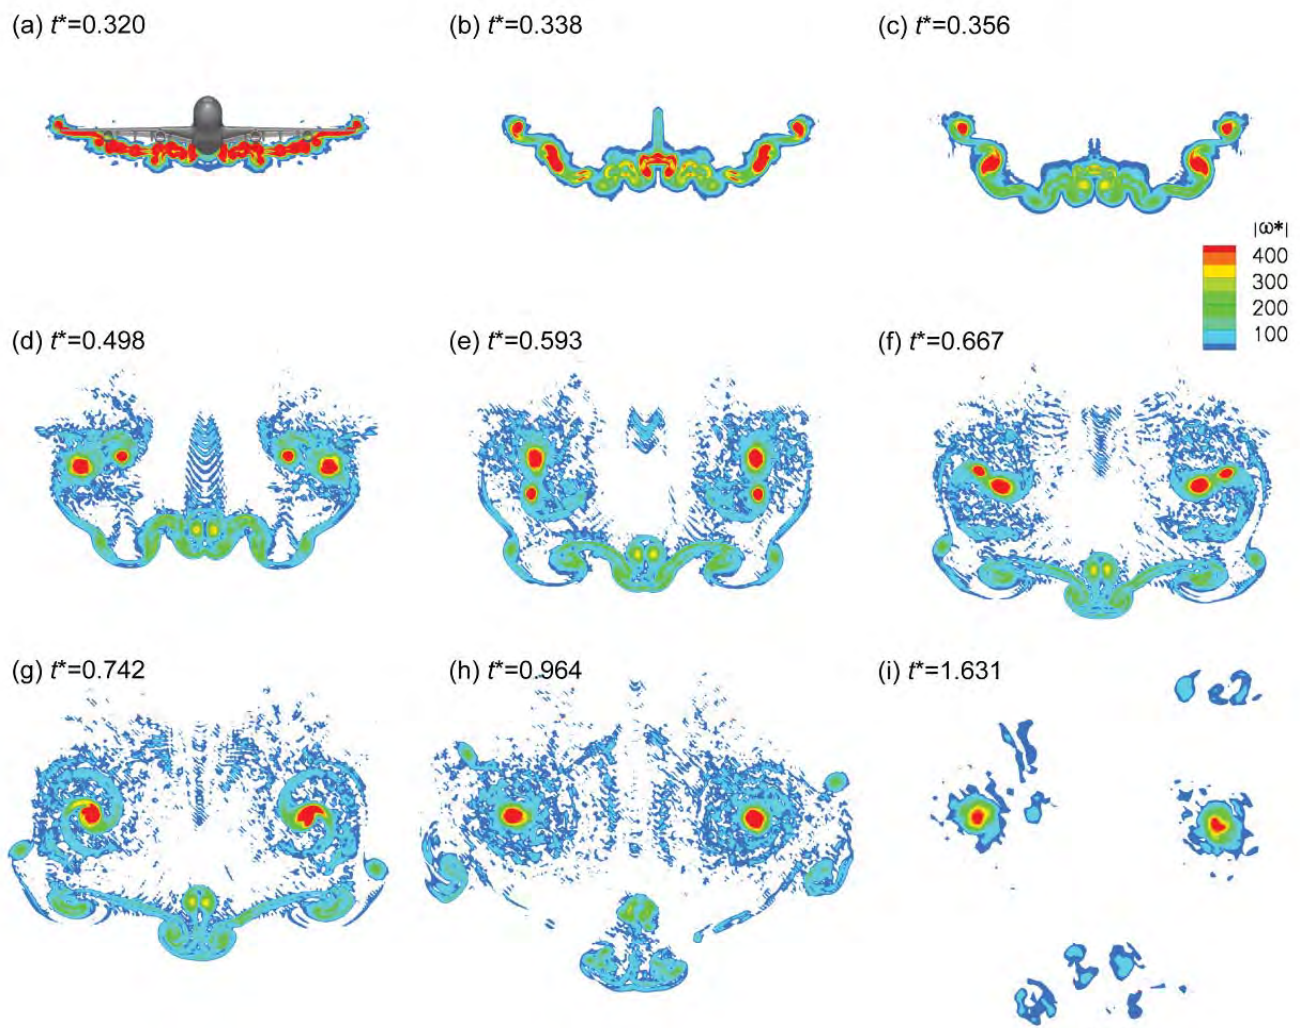 (a) t*=0.320
(b) t*=0.338
(c) t*=0.356
|ω*|
400
300
200
100
(d) t*=0.498
(e) t*=0.593
(f) t*=0.667
(g) t*=0.742
(h) t*=0.964
(i) t*=1.631